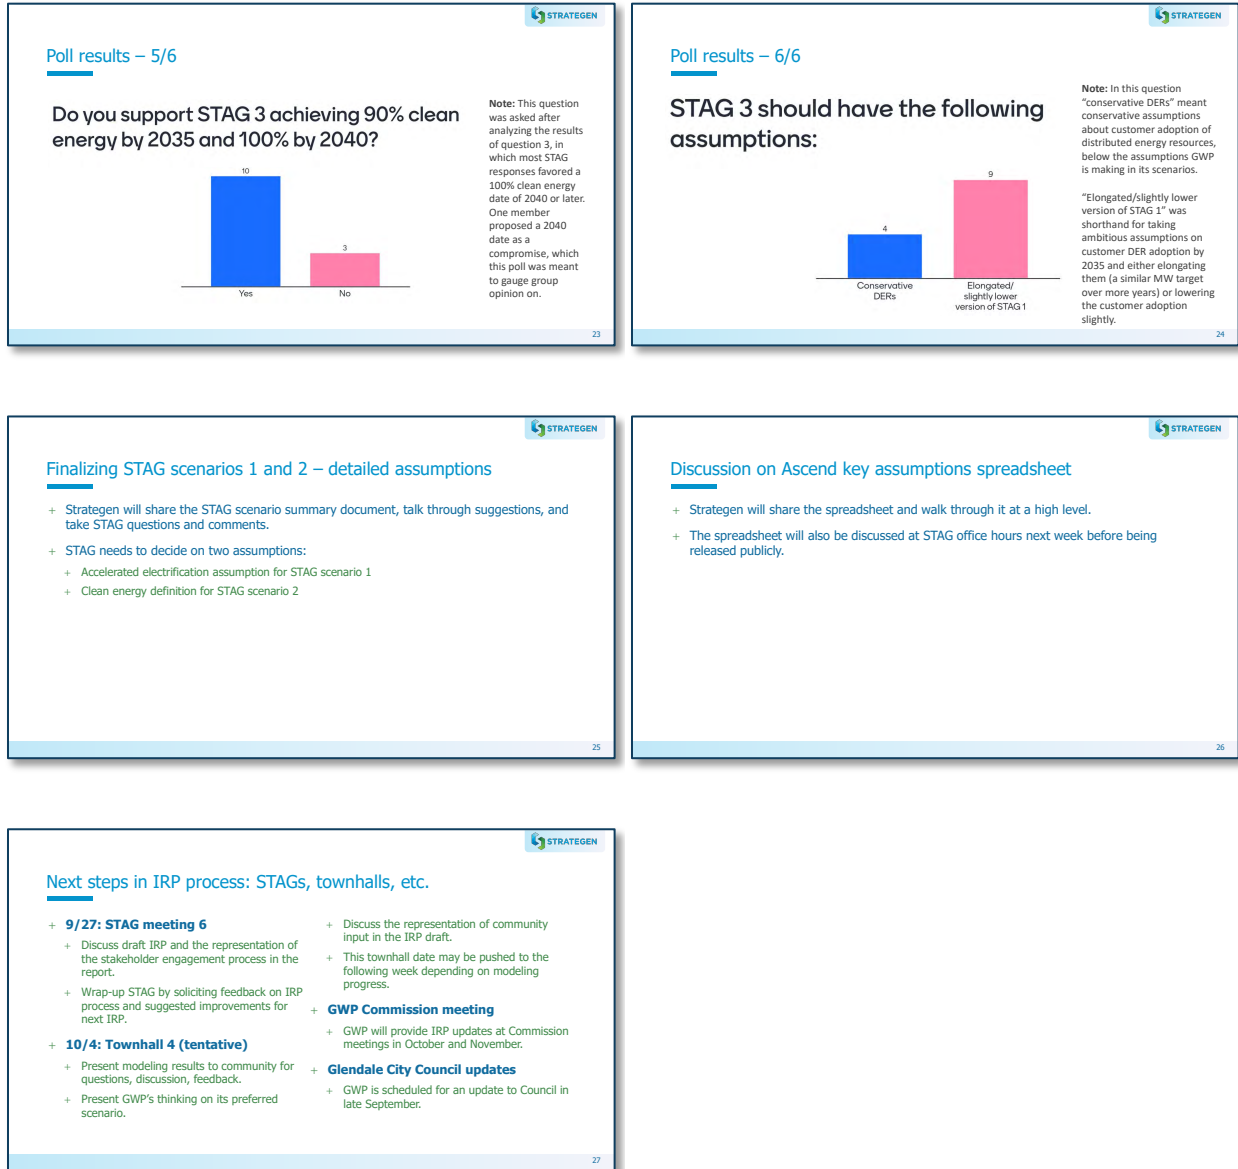 STRATEGEN
Poll results – 5/6
Do you support STAG 3 achieving 90% clean
energy by 2035 and 100% by 2040?
10
3
Yes
No
Note: This question
was asked after
analyzing the results
of question 3, in
which most STAG
responses favored a
100% clean energy
date of 2040 or later.
One member
proposed a 2040
date as a
compromise, which
this poll was meant
to gauge group
opinion on.
23
STRATEGEN
Poll results – 6/6
STAG 3 should have the following
assumptions:
4
9
Conservative
DERs
Elongated/
slightly lower
version of STAG 1
Note: In this question
“conservative DERs” meant
conservative assumptions
about customer adoption of
distributed energy resources,
below the assumptions GWP
is making in its scenarios.
“Elongated/slightly lower
version of STAG 1” was
shorthand for taking
ambitious assumptions on
customer DER adoption by
2035 and either elongating
them (a similar MW target
over more years) or lowering
the customer adoption
slightly.
24
STRATEGEN
Finalizing STAG scenarios 1 and 2 – detailed assumptions
+ Strategen will share the STAG scenario summary document, talk through suggestions, and
take STAG questions and comments.
+ STAG needs to decide on two assumptions:
+ Accelerated electrification assumption for STAG scenario 1
+ Clean energy definition for STAG scenario 2
25
STRATEGEN
Discussion on Ascend key assumptions spreadsheet
+ Strategen will share the spreadsheet and walk through it at a high level.
+ The spreadsheet will also be discussed at STAG office hours next week before being
released publicly.
26
STRATEGEN
Next steps in IRP process: STAGs, townhalls, etc.
+ 9/27: STAG meeting 6
+ Discuss draft IRP and the representation of
the stakeholder engagement process in the
report.
+ Wrap-up STAG by soliciting feedback on IRP
process and suggested improvements for
next IRP.
+ 10/4: Townhall 4 (tentative)
+ Present modeling results to community for
questions, discussion, feedback.
+ Present GWP’s thinking on its preferred
scenario.
+ Discuss the representation of community
input in the IRP draft.
+ This townhall date may be pushed to the
following week depending on modeling
progress.
+ GWP Commission meeting
+ GWP will provide IRP updates at Commission
meetings in October and November.
+ Glendale City Council updates
+ GWP is scheduled for an update to Council in
late September.
27